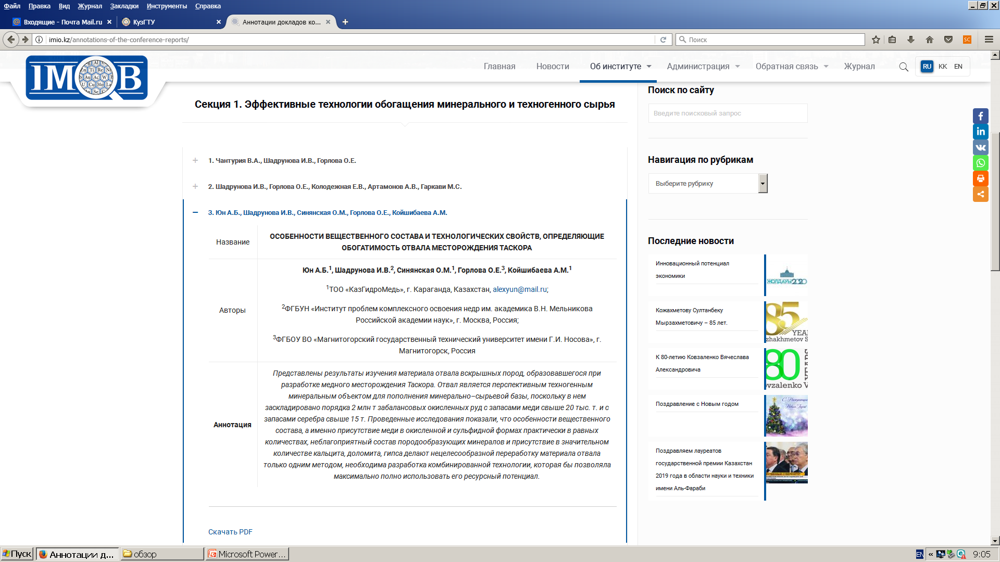 Файл Правка Вид Журнал Закладки Инструменты Справка
Входящие - Почта Mail.ru
КузГТУ
Аннотации докладов ко...
imio.kz/annotations-of-the-conference-reports/
Поиск
SC
IM B
Главная Новости Об институте Администрация Обратная связь Журнал
RU KK EN
Секция 1. Эффективные технологии обогащения минерального и техногенного сырья
1. Чантурия В.А., Шадрунова И.В., Горлова О.Е.
2. Шадрунова И.В., Горлова О.Е., Колодежная Е.В., Артамонов А.В., Гаркави М.С.
3. Юн А.Б., Шадрунова И.В., Синянская О.М., Горлова О.Е., Койшибаева А.М.
Название
ОСОБЕННОСТИ ВЕЩЕСТВЕННОГО СОСТАВА И ТЕХНОЛОГИЧЕСКИХ СВОЙСТВ, ОПРЕДЕЛЯЮЩИЕ
ОБОГАТИМОСТЬ ОТВАЛА МЕСТОРОЖДЕНИЯ ТАСКОРА
Авторы
Юн А.Б.1, Шадрунова И.В.2, Синянская О.М.1, Горлова О.Е.3, Койшибаева А.М.1
1ТОО «КазГидроМедь», г. Караганда, Казахстан, alexyun@mail.ru;
2ФГБУН «Институт проблем комплексного освоения недр им. академика В.Н. Мельникова
Российской академии наук», г. Москва, Россия;
3ФГБОУ ВО «Магнитогорский государственный технический университет имени Г.И. Носова», г.
Магнитогорск, Россия
Аннотация
Представлены результаты изучения материала отвала вскрышных пород, образовавшегося при
разработке медного месторождения Таскора. Отвал является перспективным техногенным
минеральным объектом для пополнения минерально–сырьевой базы, поскольку в нем
заскладировано порядка 2 млн т забалансовых окисленных руд с запасами меди свыше 20 тыс. т. и с
запасами серебра свыше 15 т. Проведенные исследования показали, что особенности вещественного
состава, а именно присутствие меди в окисленной и сульфидной формах практически в равных
количествах, неблагоприятный состав породообразующих минералов и присутствие в значительном
количестве кальцита, доломита, гипса делают нецелесообразной переработку материала отвала
только одним методом, необходима разработка комбинированной технологии, которая бы позволяла
максимально полно использовать его ресурсный потенциал.
Скачать PDF
Поиск по сайту
Введите поисковый запрос
Навигация по рубрикам
Выберите рубрику
Последние новости
Инновационный потенциал
экономики
ЖОЛДАУЫ 2020
Кожахметову Султанбеку
Мырзахметовичу – 85 лет.
85
YEA
zhakhmetov S
К 80-летию Ковзаленко Вячеслава
Александровича
80
YEARS
ovzalenko V
Поздравление с Новым годом
Поздравляем лауреатов
государственной премии Казахстан
2019 года в области науки и техники
имени Аль-Фараби
Пуск
Аннотации д...
обзор
Microsoft Power...
EN
9:05